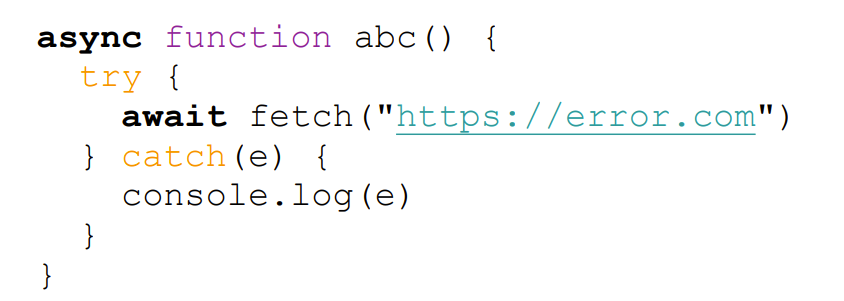 async function abc() {
  try {
    await fetch("https://error.com")
  } catch(e) {
    console.log(e)
  }
}